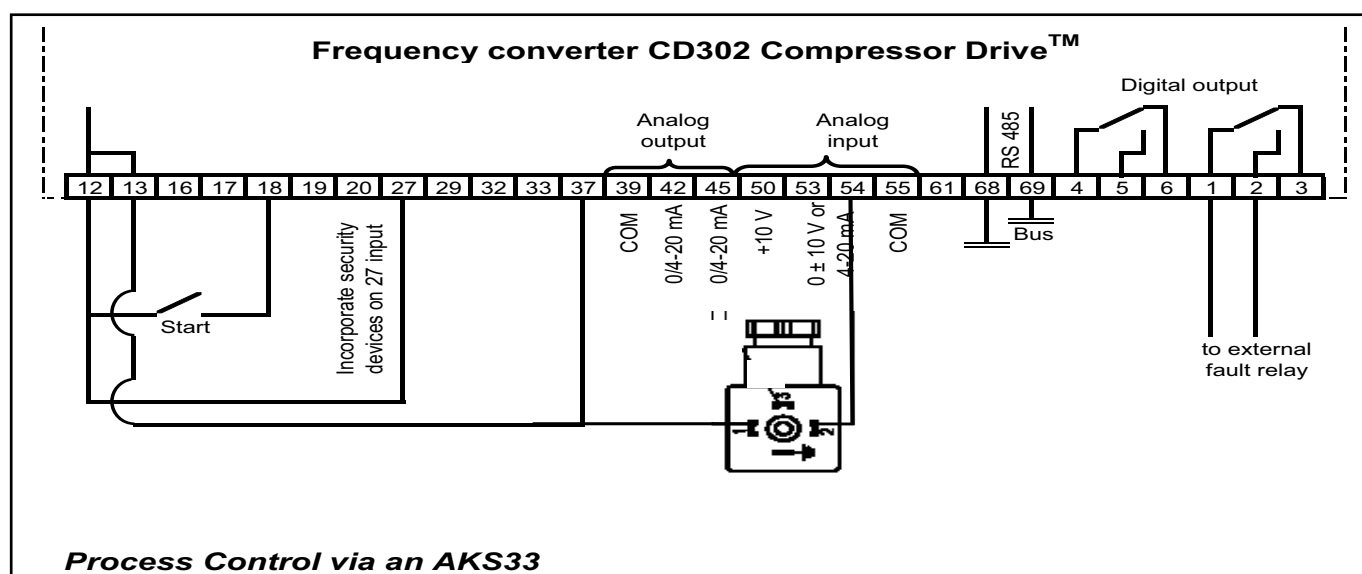 Frequency converter CD302 Compressor Drive™
Digital output
Analog output
Analog input
RS 485
12 13 16 17 18 19 20 27 29 32 33 37 39 42 45 50 53 54 55 61 68 69 4 5 6 1 2 3
COM
0/4-20 mA
0/4-20 mA
+10 V
0 ± 10 V or
4-20 mA
COM
Bus
Start
Incorporate security
devices on 27 input
to external
fault relay
1
3
2
Process Control via an AKS33